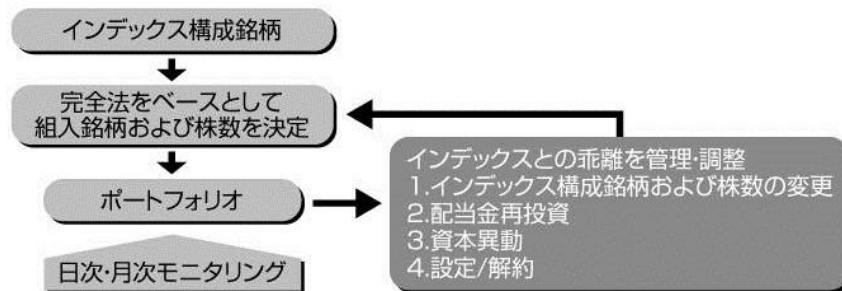 インデックス構成銘柄
完全法をベースとして
組入銘柄および株数を決定
ポートフォリオ
日次・月次モニタリング
インデックスとの乖離を管理・調整
1.インデックス構成銘柄および株数の変更
2.配当金再投資
3.資本異動
4.設定/解約